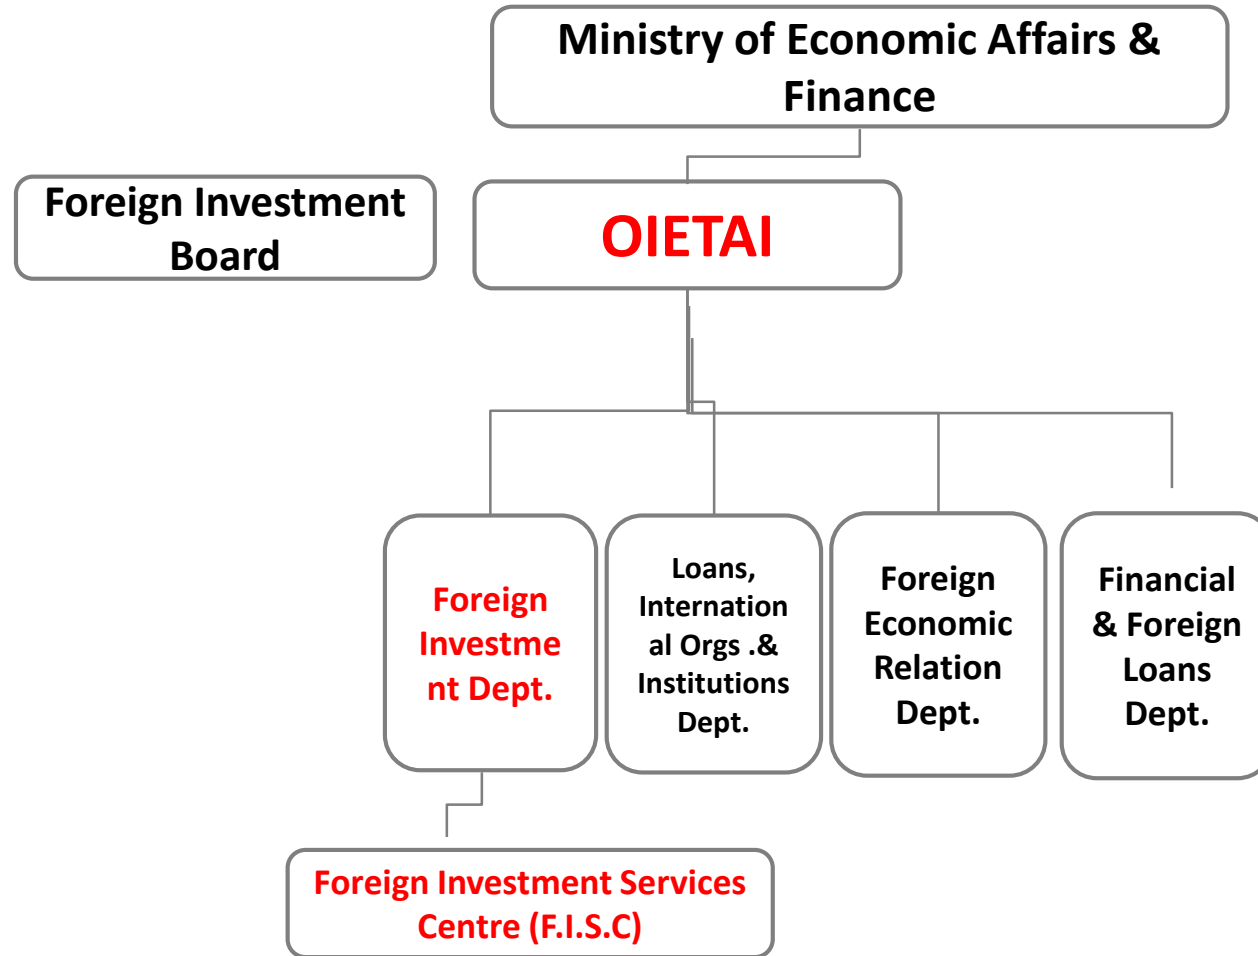 Ministry of Economic Affairs &
Finance
Foreign Investment
Board
OIETAI
Foreign
Investme
nt Dept.
Loans,
Internation
al Orgs .&
Institutions
Dept.
Foreign
Economic
Relation
Dept.
Financial
& Foreign
Loans
Dept.
Foreign Investment Services
Centre (F.I.S.C)